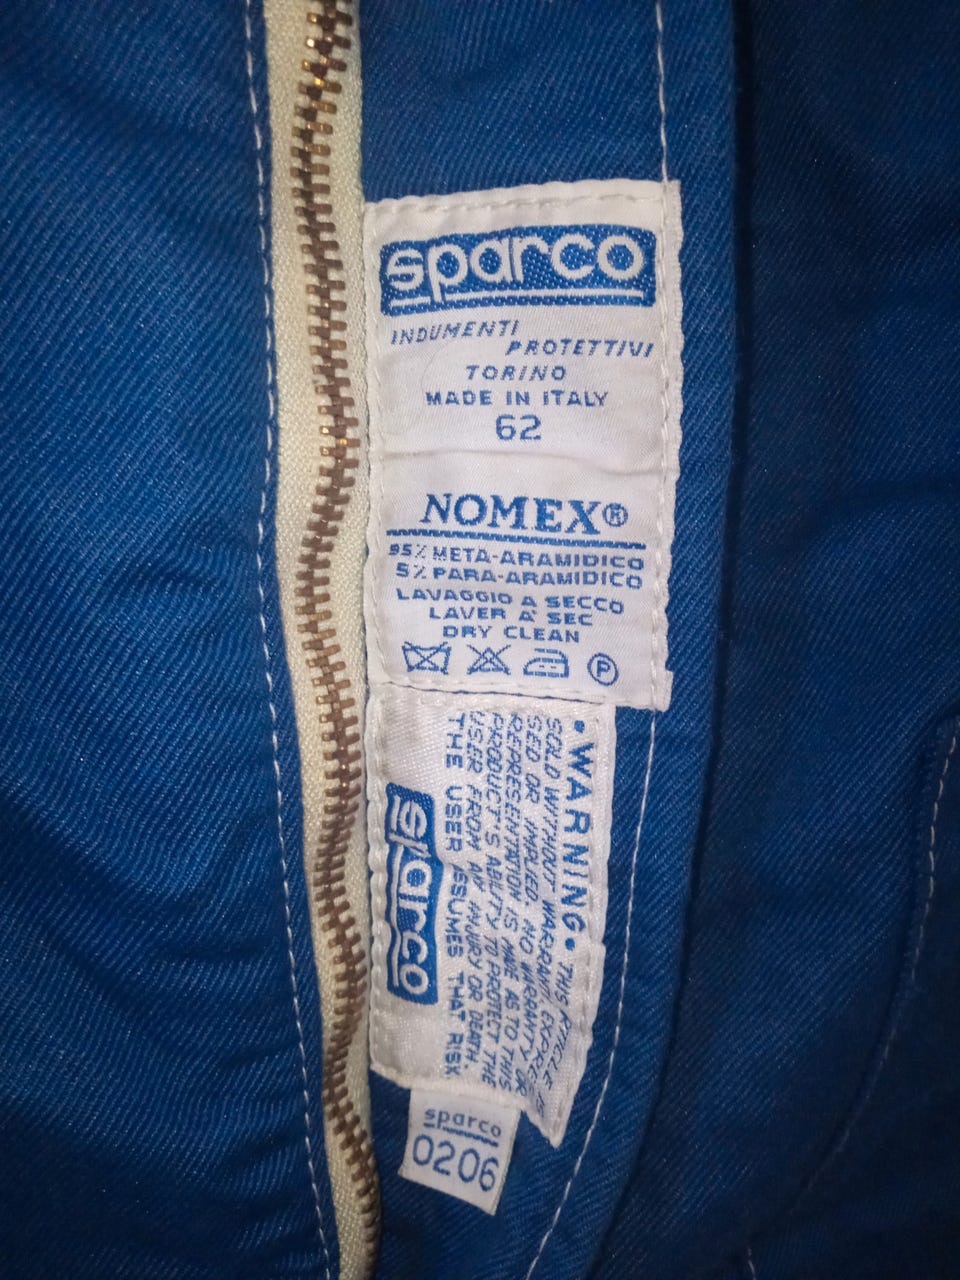 sparco
INDUMENTI
PROTETTIVI
TORINO
MADE IN ITALY
62
NOMEX®
95% META-ARAMIDICO
5% PARA-ARAMIDICO
LAVAGGIO A SECCO
LAVER A' SEC
DRY CLEAN
P
• WARNING • THIS ARTICLE IS
SOLD WITHOUT WARRANTY, EXPRESSED
OR IMPLIED. NO WARRANTY OR
REPRESENTATION IS MADE AS TO THIS
PRODUCT'S ABILITY TO PROTECT THE
USER FROM ANY INJURY OR DEATH.
THE USER ASSUMES THAT RISK
sparco
sparco
0206